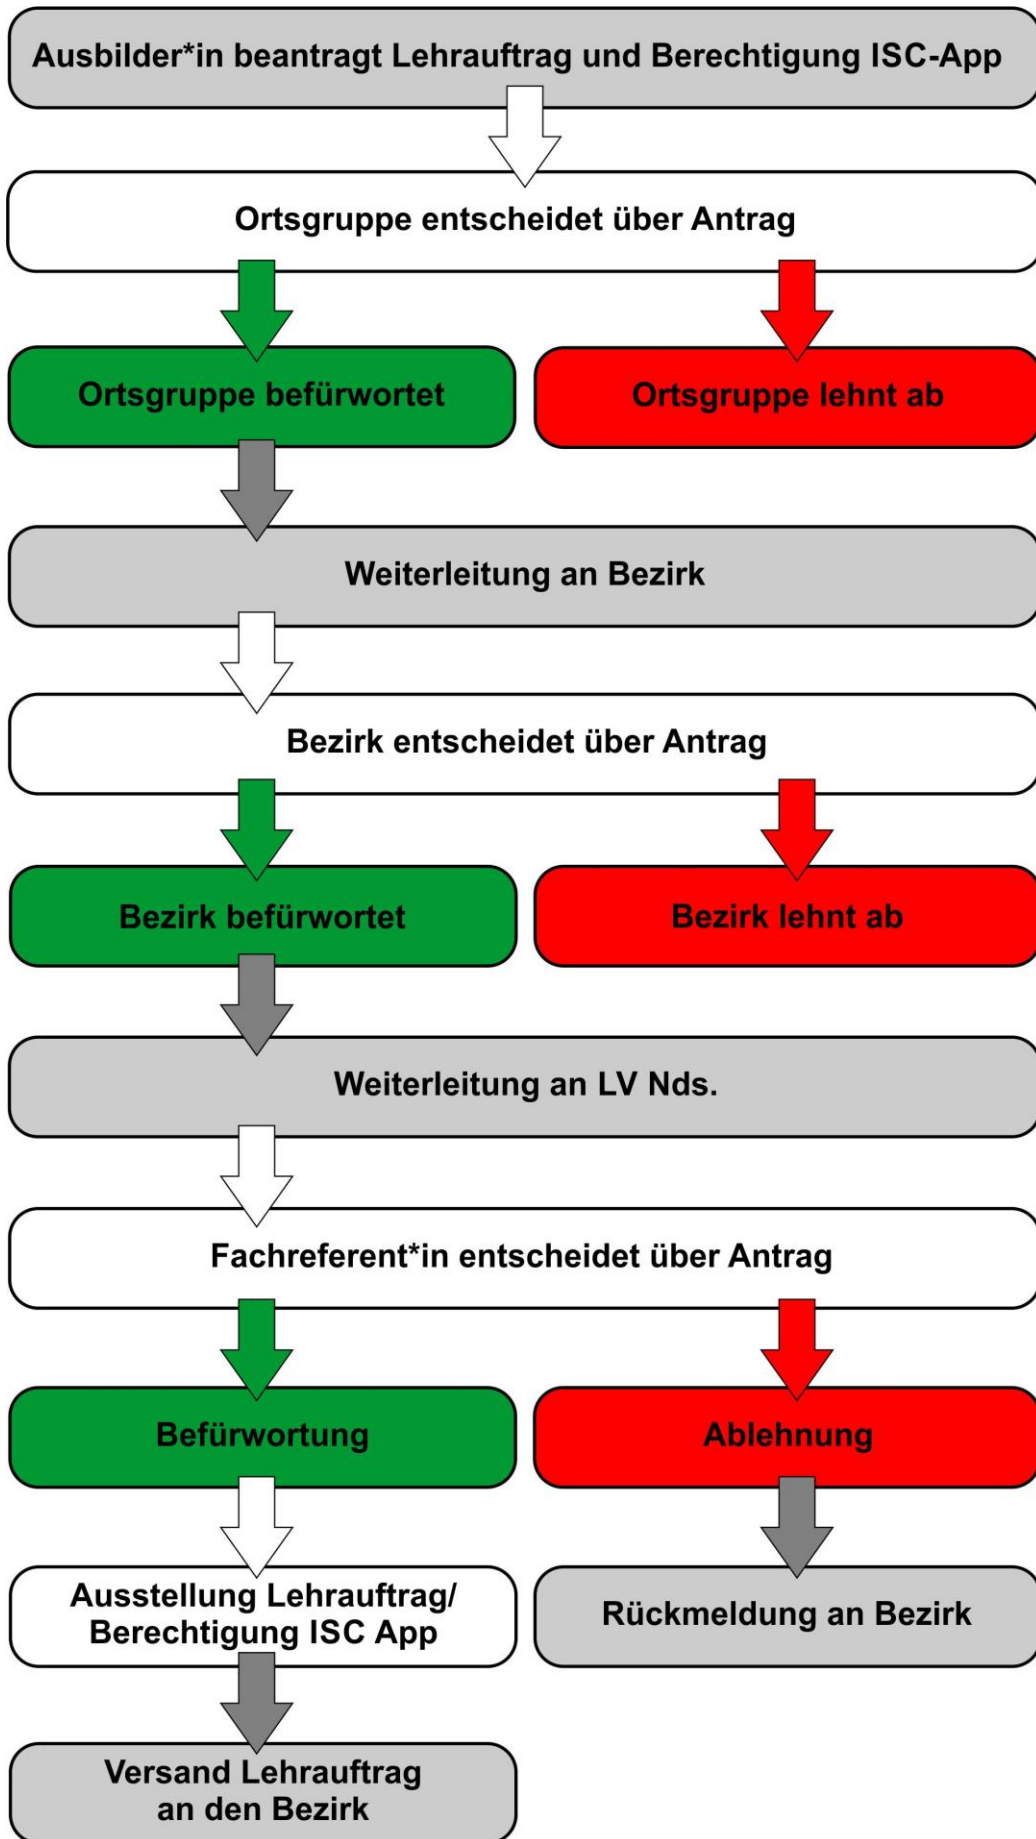 Ausbilder*in beantragt Lehrauftrag und Berechtigung ISC-App
Ortsgruppe entscheidet über Antrag
Ortsgruppe befürwortet
Ortsgruppe lehnt ab
Weiterleitung an Bezirk
Bezirk entscheidet über Antrag
Bezirk befürwortet
Bezirk lehnt ab
Weiterleitung an LV Nds.
Fachreferent*in entscheidet über Antrag
Befürwortung
Ablehnung
Ausstellung Lehrauftrag/
Berechtigung ISC App
Rückmeldung an Bezirk
Versand Lehrauftrag
an den Bezirk